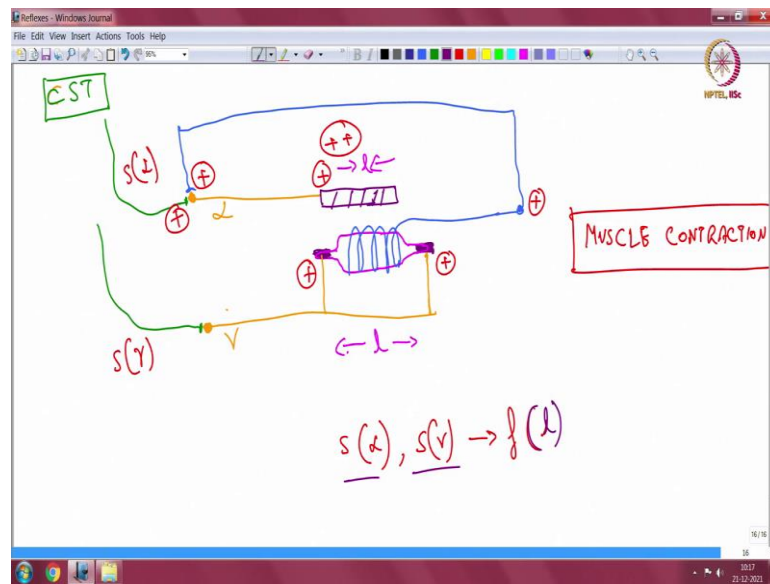 Reflexes - Windows Journal
File Edit View Insert Actions Tools Help
96%
B I
NPTEL, IISc
CST
s(α)
+
+
α
+
+ +
→ l ←
+
MUSCLE CONTRACTION
+
+
γ
s(γ)
← l →
s(α), s(γ) → f(l)
16/16
16
10:17
21-12-2021